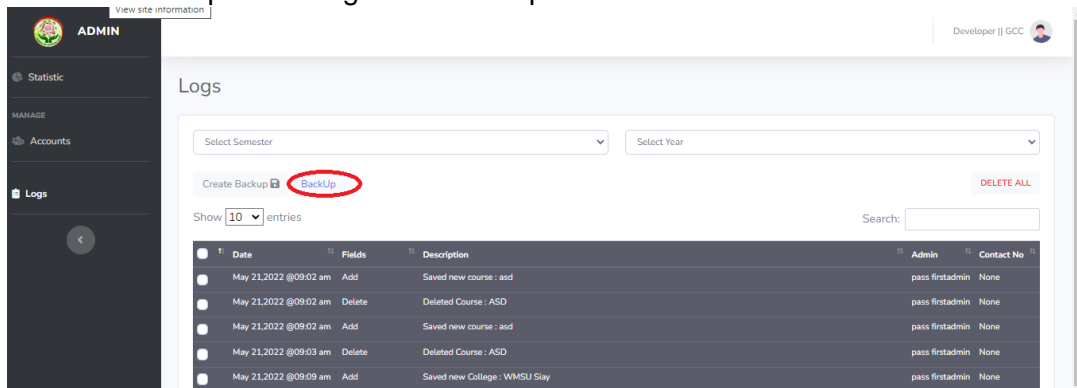 View site information
ADMIN
Developer || GCC
Statistic
Logs
MANAGE
Accounts
Select Semester
Select Year
Logs
Create Backup
BackUp
DELETE ALL
Show 10 entries
Search:
Date Fields Description Admin Contact No
May 21,2022 @09:02 am Add Saved new course : asd pass firstadmin None
May 21,2022 @09:02 am Delete Deleted Course : ASD pass firstadmin None
May 21,2022 @09:02 am Add Saved new course : asd pass firstadmin None
May 21,2022 @09:03 am Delete Deleted Course : ASD pass firstadmin None
May 21,2022 @09:09 am Add Saved new College : WMSU Siay pass firstadmin None